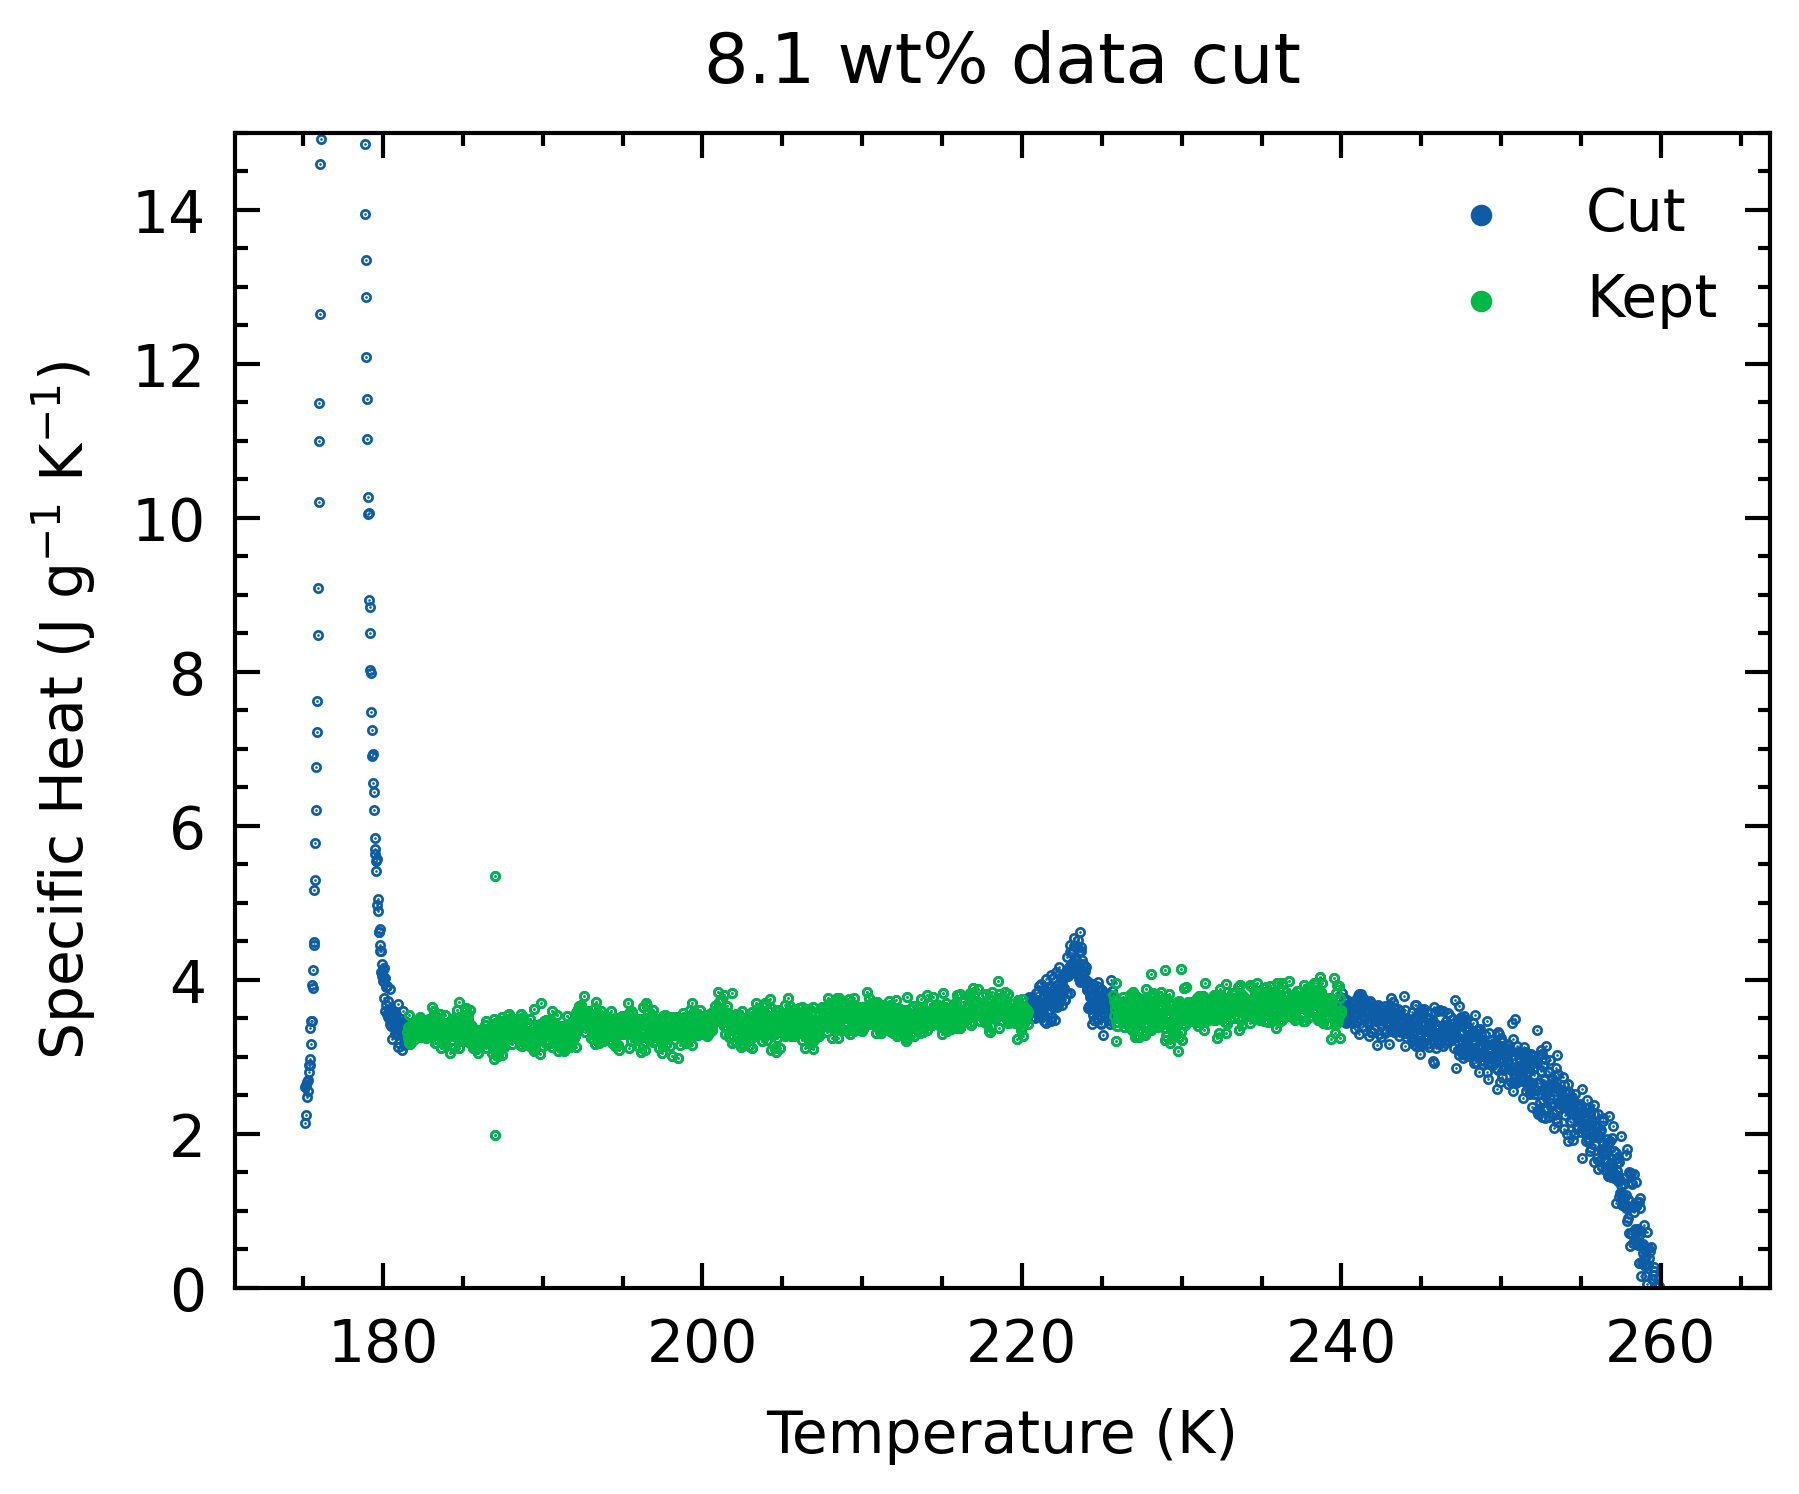 8.1 wt% data cut
Cut
Kept
14
12
10
8
6
4
2
0
Specific Heat (J g⁻¹ K⁻¹)
180 200 220 240 260
Temperature (K)